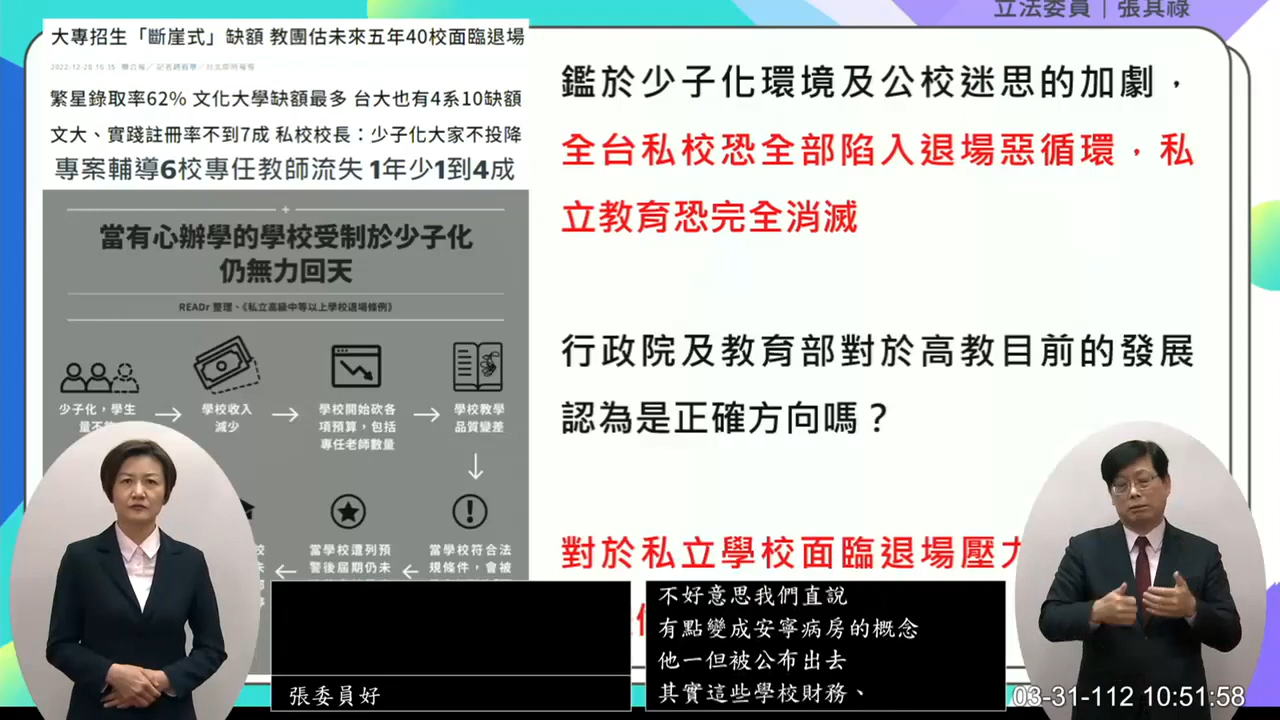 立法委員｜張其祿
大專招生「斷崖式」缺額 教團估未來五年40校面臨退場
2022-12-28 16:35 聯合報／
繁星錄取率62% 文化大學缺額最多 台大也有4系10缺額
文大、實踐註冊率不到7成 私校校長：少子化大家不投降
專案輔導6校專任教師流失 1年少1到4成
當有心辦學的學校受制於少子化
仍無力回天
READr 整理、《私立高級中等以上學校退場條例》
少子化，學生
量不
學校收入
減少
學校開始砍各
項預算，包括
專任老師數量
學校教學
品質變差
當學校遭列預
警後屆期仍未
當學校符合法
規條件，會被
鑑於少子化環境及公校迷思的加劇，
全台私校恐全部陷入退場惡循環，私
立教育恐完全消滅
行政院及教育部對於高教目前的發展
認為是正確方向嗎？
對於私立學校面臨退場壓
張委員好
不好意思我們直說
有點變成安寧病房的概念
他一但被公布出去
其實這些學校財務、
03-31-112 10:51:58